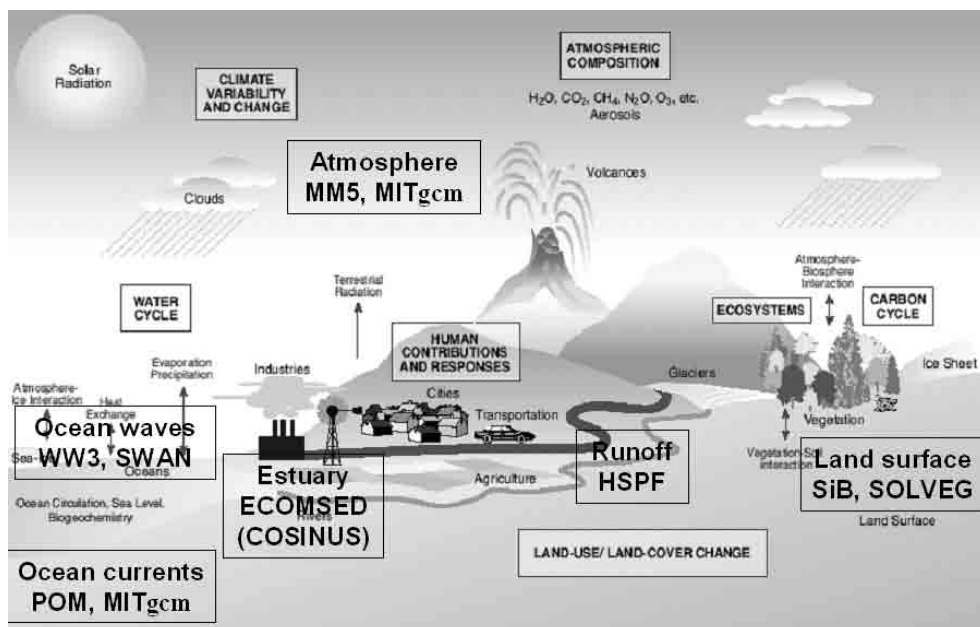 Solar
Radiation
CLIMATE
VARIABILITY
AND CHANGE
ATMOSPHERIC
COMPOSITION
H₂O, CO₂, CH₄, N₂O, O₃, etc.
Aerosols
Atmosphere
MM5, MITgcm
Volcanoes
Clouds
Atmosphere-
Biosphere
Interaction
Terrestrial
Radiation
WATER
CYCLE
ECOSYSTEMS
CARBON
CYCLE
HUMAN
CONTRIBUTIONS
AND RESPONSES
Evaporation
Precipitation
Industries
Glaciers
Ice Sheet
Atmosphere-
Ice Interaction
Heat
Exchange
Cities
Transportation
Vegetation
Ocean waves
WW3, SWAN
Sea-
Oceans
Estuary
ECOMSED
(COSINUS)
Rivers
Agriculture
Runoff
HSPF
Vegetation-Soil
Interaction
Land surface
SiB, SOLVEG
Land Surface
Ocean Circulation, Sea Level,
Biogeochemistry
LAND-USE/ LAND-COVER CHANGE
Ocean currents
POM, MITgcm